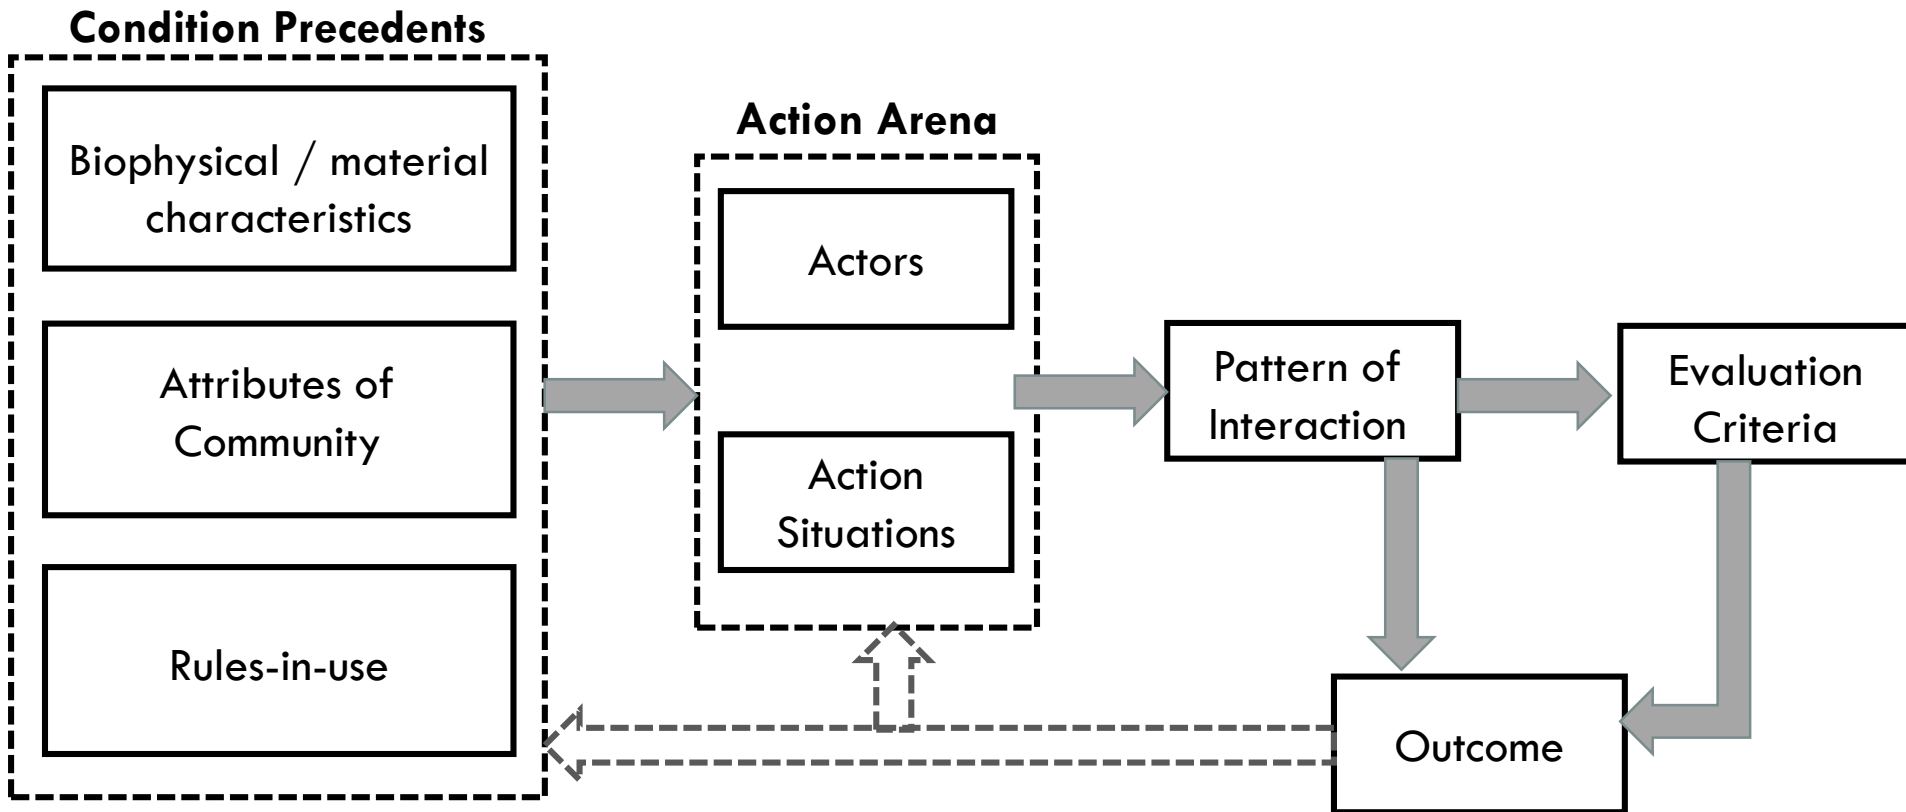 Condition Precedents
Biophysical / material
characteristics
Attributes of
Community
Rules-in-use
Action Arena
Actors
Action
Situations
Pattern of
Interaction
Evaluation
Criteria
Outcome